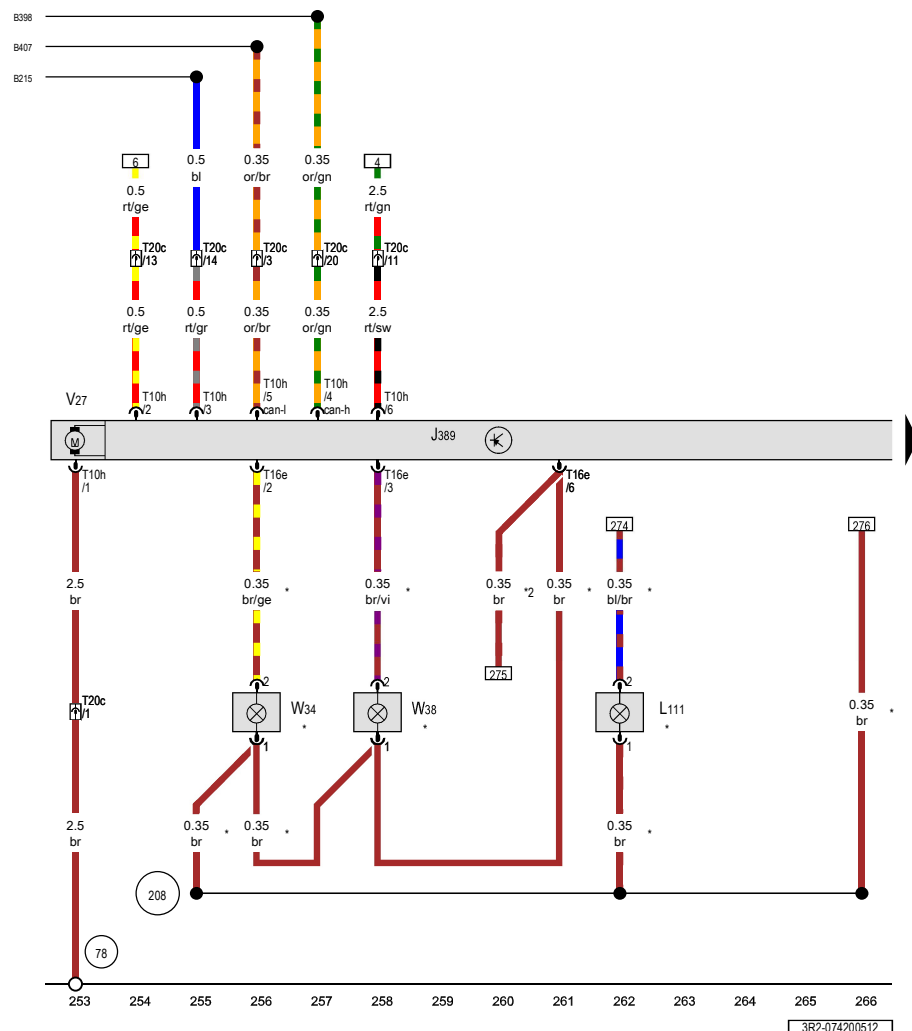 B398
B407
B215
6
0.5
bl
0.35
or/br
0.35
or/gn
4
0.5
rt/ge
2.5
rt/gn
T20c
/13
T20c
/14
T20c
/3
T20c
/20
T20c
/11
0.5
rt/ge
0.5
rt/gr
0.35
or/br
0.35
or/gn
2.5
rt/sw
V27
T10h
/2
T10h
/3
T10h
/5
can-l
T10h
/4
can-h
T10h
/6
M
J389
T10h
/1
T16e
/2
T16e
/3
T16e
/6
274
276
2.5
br
0.35
br/ge *
0.35
br/vi *
0.35
br *2
0.35
br *
0.35
bl/br *
275
2
2
2
T20c
/1
W34
*
W38
*
L111
*
0.35
br *
1
1
1
2.5
br
0.35
br *
0.35
br *
0.35
br *
208
78
253 254 255 256 257 258 259 260 261 262 263 264 265 266
3R2-074200512